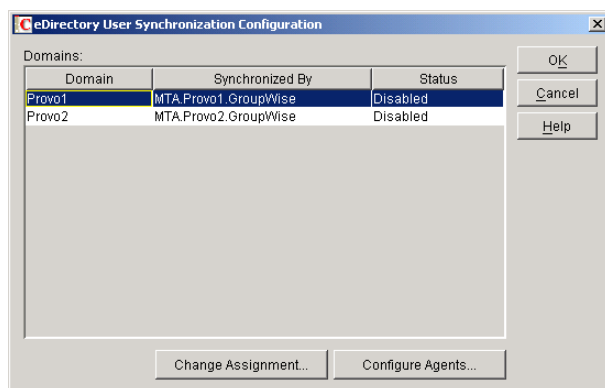 eDirectory User Synchronization Configuration
Domains:
Domain Synchronized By Status
Provo1 MTA.Provo1.GroupWise Disabled
Provo2 MTA.Provo2.GroupWise Disabled
OK
Cancel
Help
Change Assignment... Configure Agents...